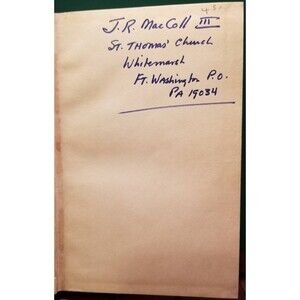 J.R. MacColl III
St. Thomas' Church
Whitemarsh
Ft. Washington P.O.
PA 19034